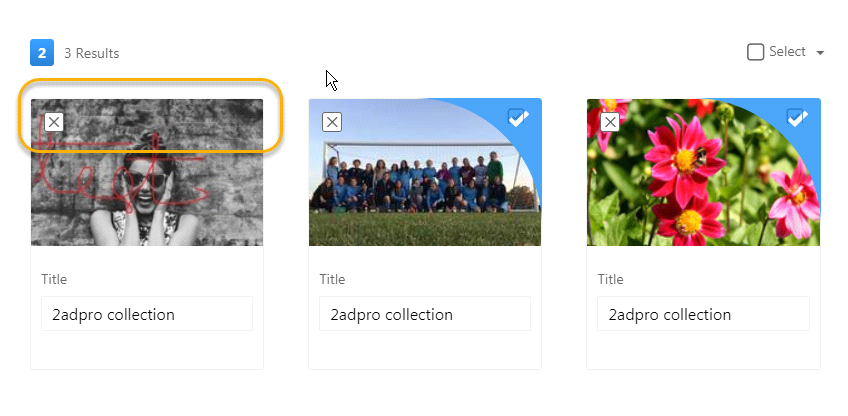 2 3 Results Select
Title Title Title
2adpro collection 2adpro collection 2adpro collection